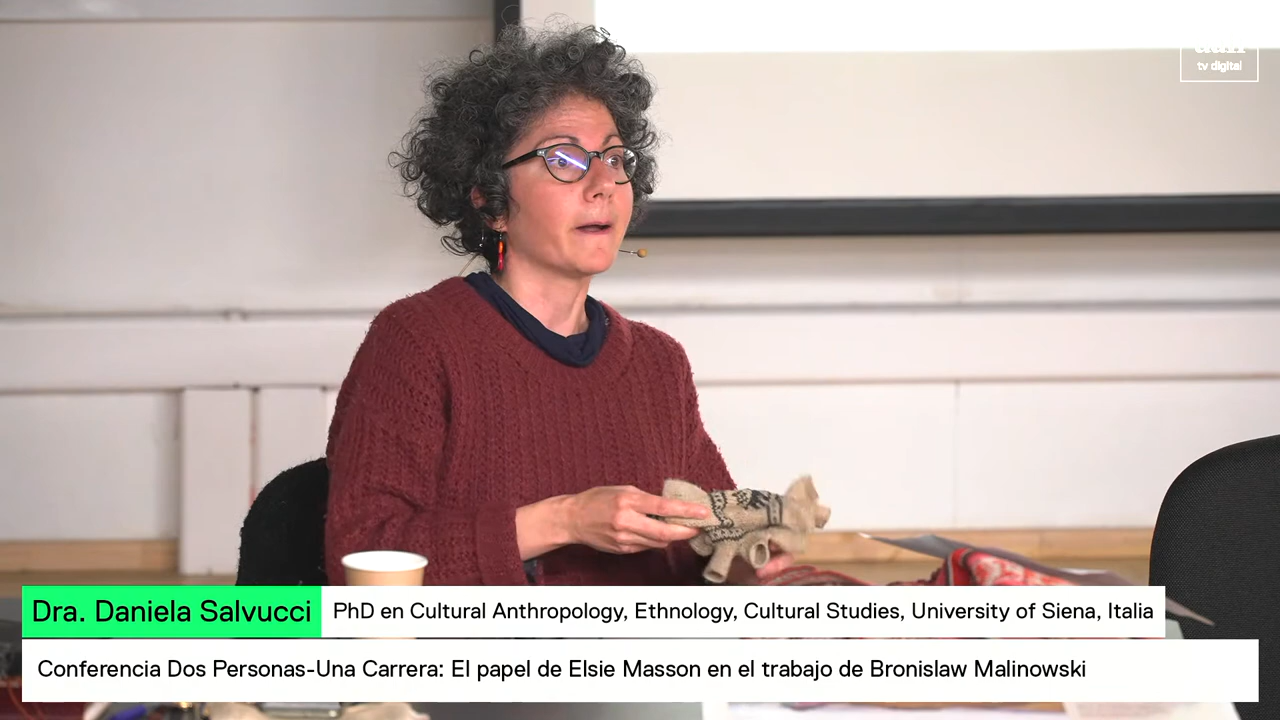 tv digital
Dra. Daniela Salvucci
PhD en Cultural Anthropology, Ethnology, Cultural Studies, University of Siena, Italia
Conferencia Dos Personas-Una Carrera: El papel de Elsie Masson en el trabajo de Bronislaw Malinowski